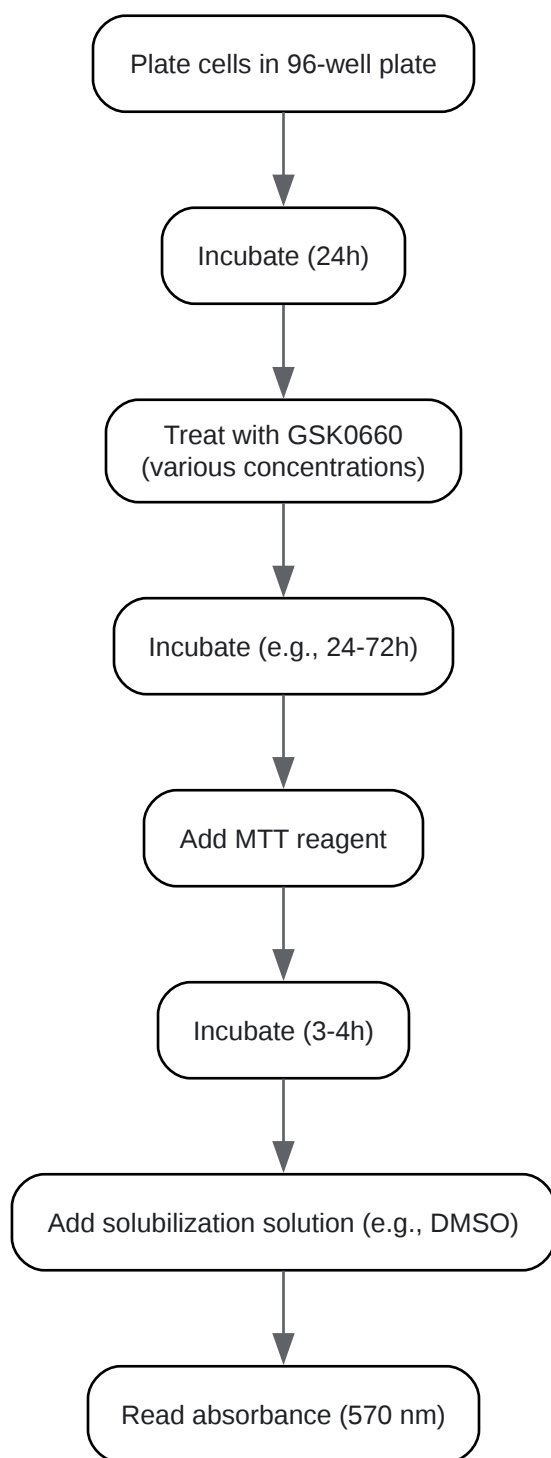 Plate cells in 96-well plate
Incubate (24h)
Treat with GSK0660
(various concentrations)
Incubate (e.g., 24-72h)
Add MTT reagent
Incubate (3-4h)
Add solubilization solution (e.g., DMSO)
Read absorbance (570 nm)